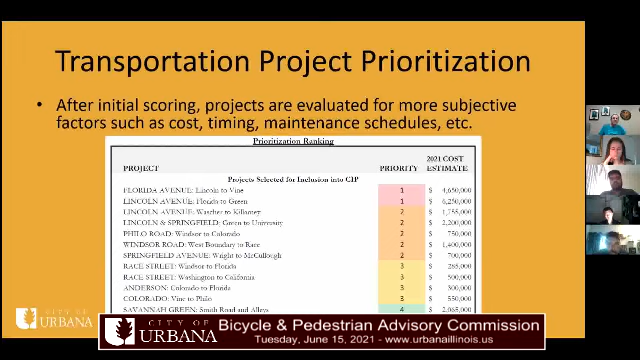 Transportation Project Prioritization
• After initial scoring, projects are evaluated for more subjective
factors such as cost, timing, maintenance schedules, etc.
Prioritization Ranking
PROJECT PRIORITY 2021 COST ESTIMATE
Projects Selected for Inclusion into CIP
FLORIDA AVENUE: Lincoln to Vine 1 $ 4,650,000
LINCOLN AVENUE: Florida to Green 1 $ 6,250,000
LINCOLN AVENUE: Wascher to Killarney 2 $ 1,755,000
LINCOLN & SPRINGFIELD: Green to University 2 $ 2,200,000
PHILO ROAD: Windsor to Colorado 2 $ 750,000
WINDSOR ROAD: West Boundary to Race 2 $ 1,400,000
SPRINGFIELD AVENUE: Wright to McCullough 2 $ 700,000
RACE STREET: Windsor to Florida 3 $ 285,000
RACE STREET: Washington to California 3 $ 500,000
ANDERSON: Colorado to Florida 3 $ 300,000
COLORADO: Vine to Philo 3 $ 550,000
SAVANNAH GREEN: Smith Road and Alleys 4 $ 2,065,000
CITY OF
URBANA
CITY OF
URBANA
Bicycle & Pedestrian Advisory Commission
Tuesday, June 15, 2021 - www.urbanaillinois.us